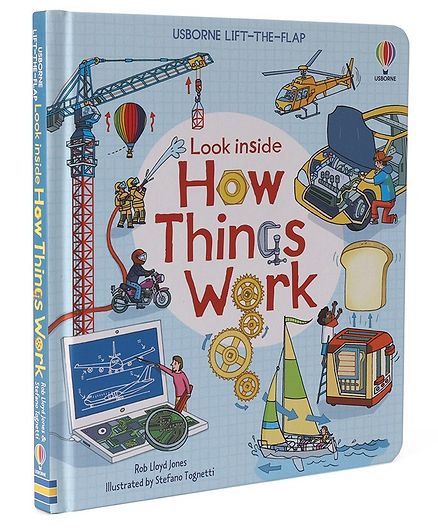 USBORNE LIFT-THE-FLAP
USBORNE
Look inside
How
Things
Work
Rob Lloyd Jones
Illustrated by Stefano Tognetti
USBORNE
LIFT-THE-FLAP
Look inside
How Things Work
Rob Lloyd Jones &
Stefano Tognetti